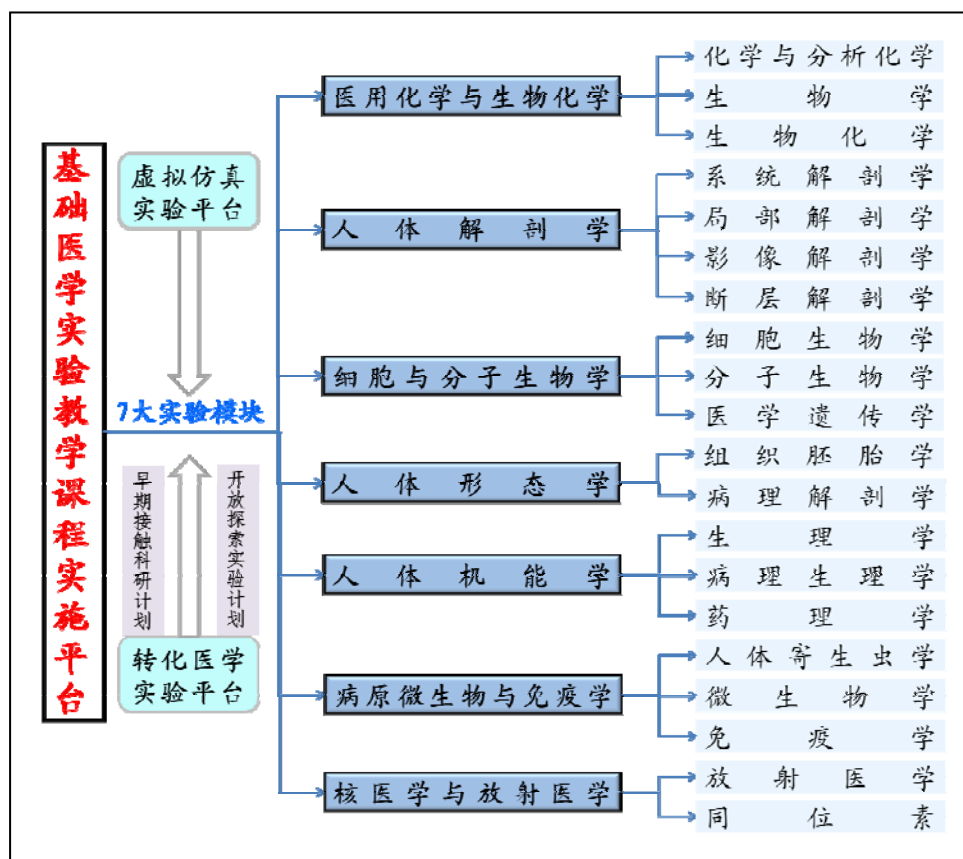 基础医学实验教学课程实施平台
虚拟仿真
实验平台
7大实验模块
早期接触科研计划
开放探索实验计划
转化医学
实验平台
医用化学与生物化学
化学与分析化学
生物学
生物化学
人体解剖学
系统解剖学
局部解剖学
影像解剖学
断层解剖学
细胞与分子生物学
细胞生物学
分子生物学
医学遗传学
人体形态学
组织胚胎学
病理解剖学
人体机能学
生理学
病理生理学
药理学
病原微生物与免疫学
人体寄生虫学
微生物学
免疫学
核医学与放射医学
放射医学
同位素